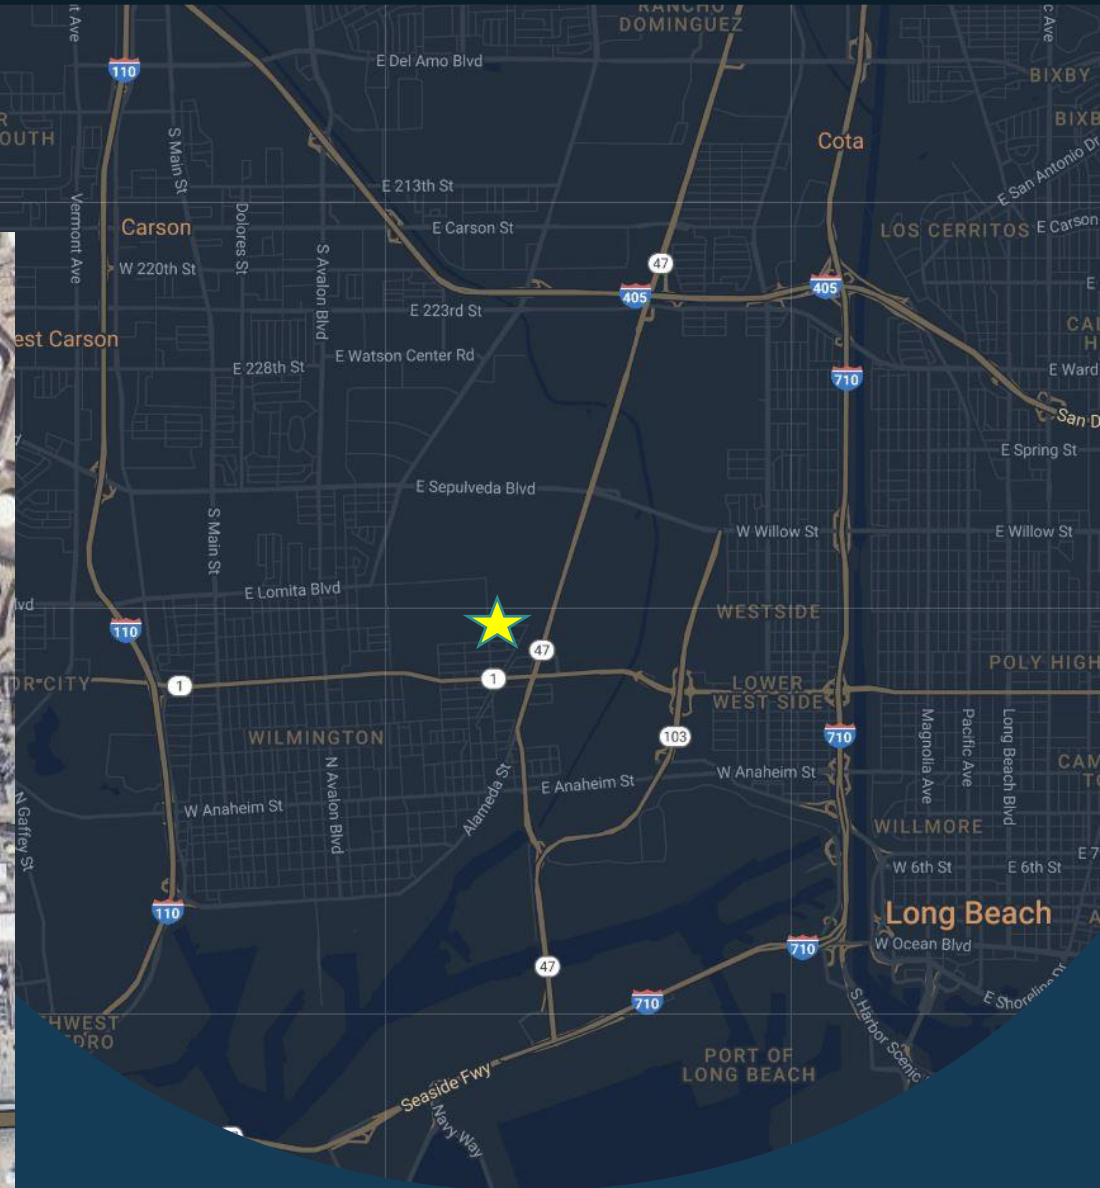 RANCHO
DOMINGUEZ
110
E Del Amo Blvd
BIXBY
BIXB
OUTH
S Main St
Cota
E San Antonio Dr
E 213th St
Vermont Ave
Carson
Dolores St
E Carson St
LOS CERRITOS
E Carson
W 220th St
S Avalon Blvd
47
405
405
E 223rd St
est Carson
E Watson Center Rd
E 228th St
710
E Ward
San D
E Spring St
E Sepulveda Blvd
S Main St
W Willow St
E Willow St
E Lomita Blvd
lvd
WESTSIDE
110
47
1
1
OR CITY
LOWER
WEST SIDE
POLY HIGH
WILMINGTON
103
710
Magnolia Ave
Pacific Ave
Long Beach Blvd
N Avalon Blvd
Alameda St
E Anaheim St
W Anaheim St
W Anaheim St
N Gaffey St
WILLMORE
W 6th St
E 6th St
E 7
110
Long Beach
710
W Ocean Blvd
47
710
E Shoreline Dr
S Harbor Scenic
HWEST
EDRO
PORT OF
LONG BEACH
Seaside Fwy
Navy Way